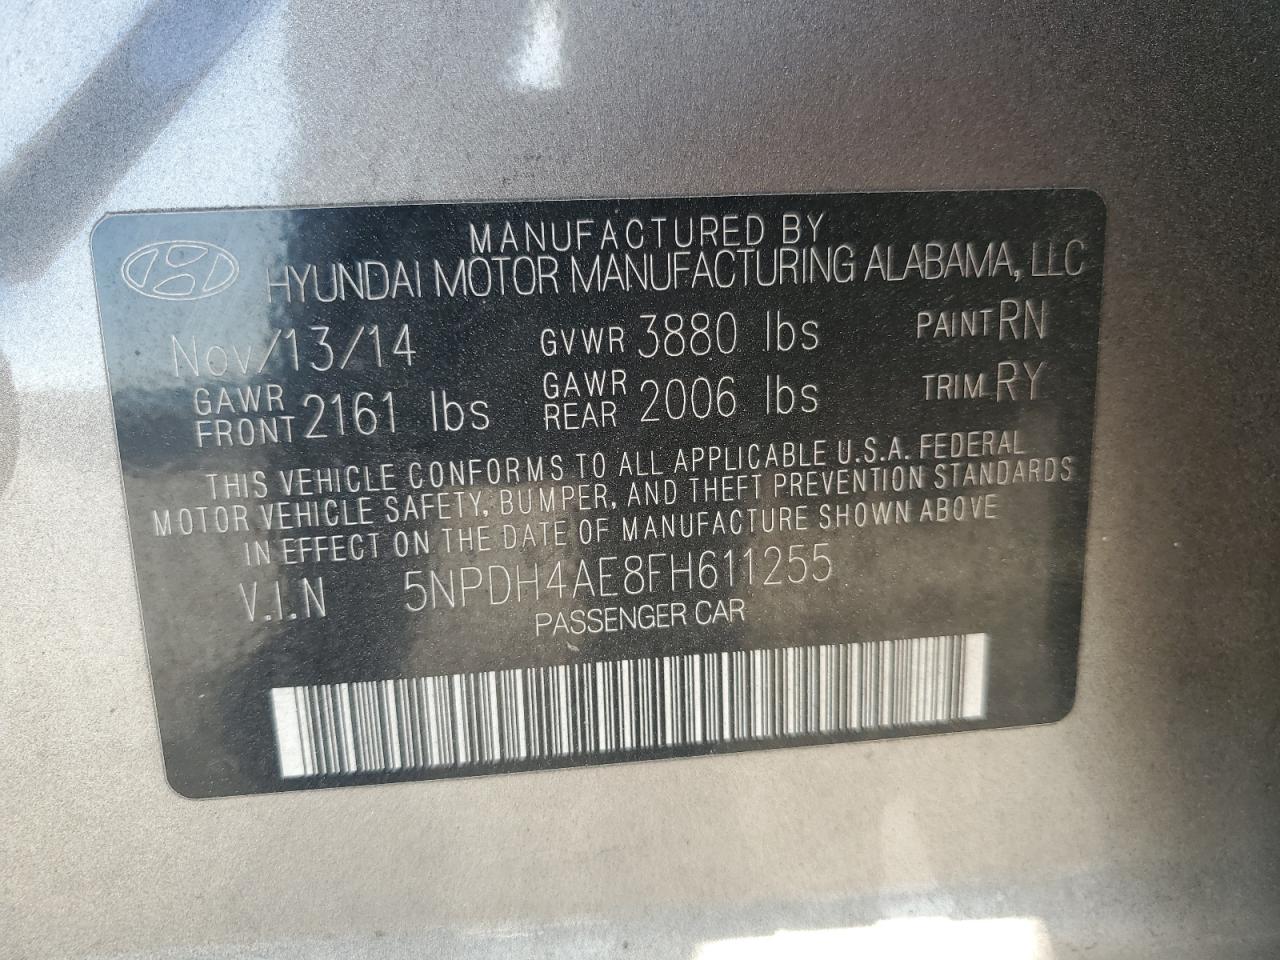 MANUFACTURED BY
HYUNDAI MOTOR MANUFACTURING ALABAMA, LLC
Nov/13/14 GVWR 3880 lbs PAINT RN
GAWR FRONT 2161 lbs GAWR REAR 2006 lbs TRIM RY
THIS VEHICLE CONFORMS TO ALL APPLICABLE U.S.A. FEDERAL
MOTOR VEHICLE SAFETY, BUMPER, AND THEFT PREVENTION STANDARDS
IN EFFECT ON THE DATE OF MANUFACTURE SHOWN ABOVE
V.I.N 5NPDH4AE8FH611255
PASSENGER CAR